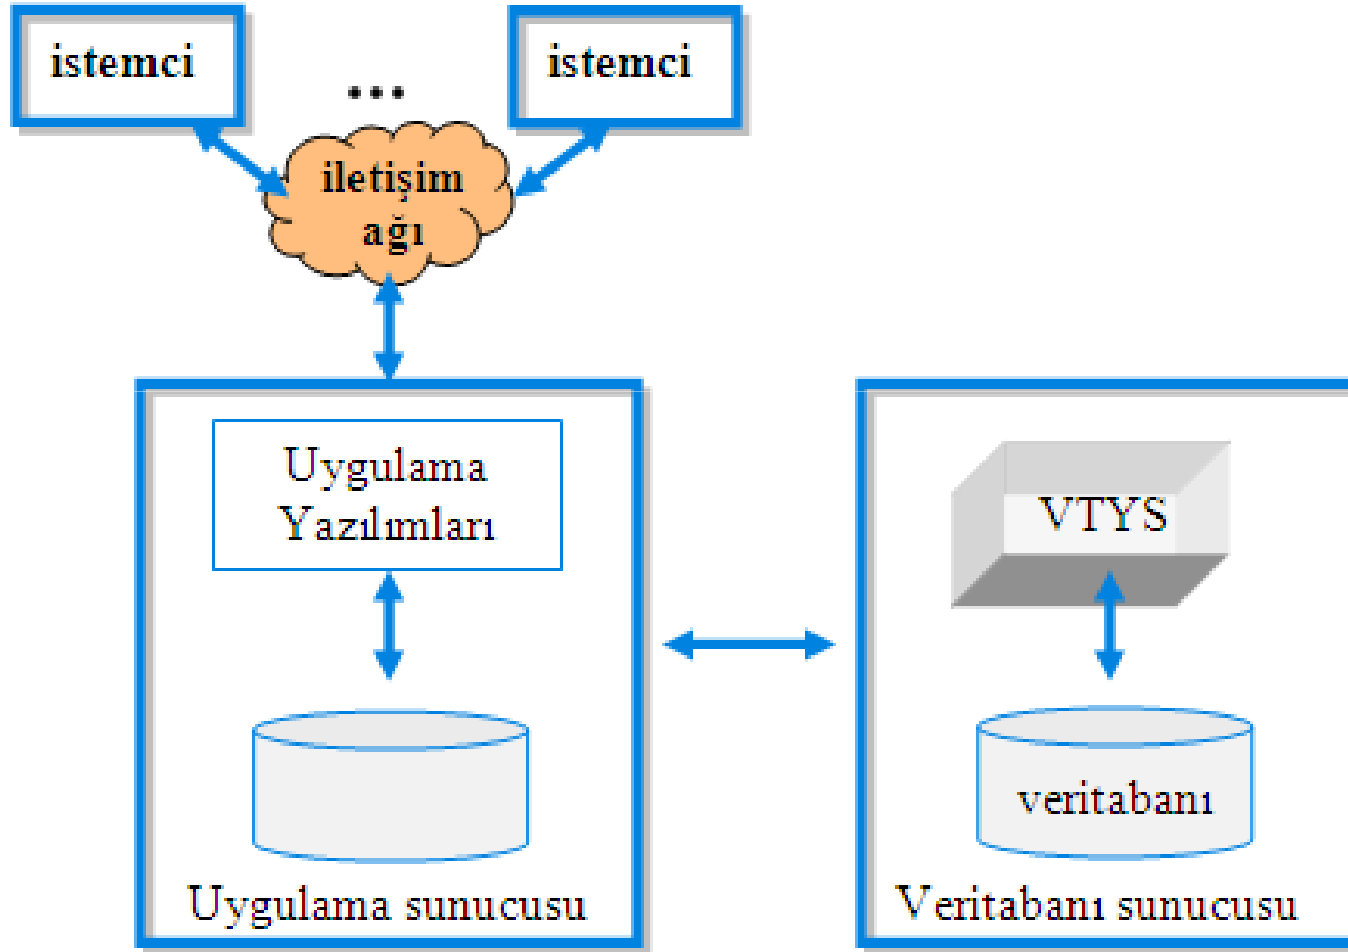 istemci
istemci
...
iletişim
ağı
Uygulama
Yazılımları
VTYS
veritabanı
Uygulama sunucusu
Veritabanı sunucusu